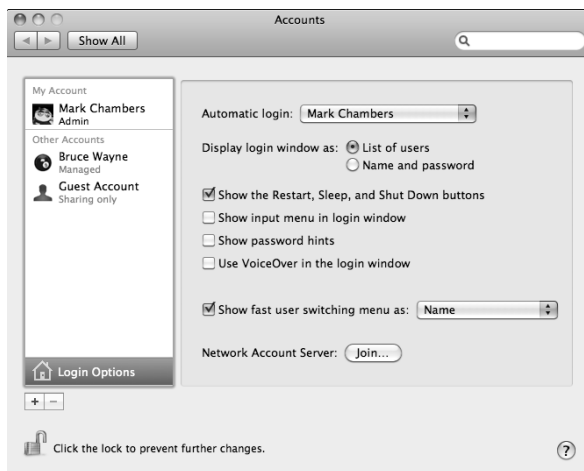 Accounts
Show All
My Account
Mark Chambers
Admin
Other Accounts
Bruce Wayne
Managed
Guest Account
Sharing only
Login Options
+ −
Automatic login: Mark Chambers
Display login window as: List of users
Name and password
Show the Restart, Sleep, and Shut Down buttons
Show input menu in login window
Show password hints
Use VoiceOver in the login window
Show fast user switching menu as: Name
Network Account Server: Join...
Click the lock to prevent further changes.
?